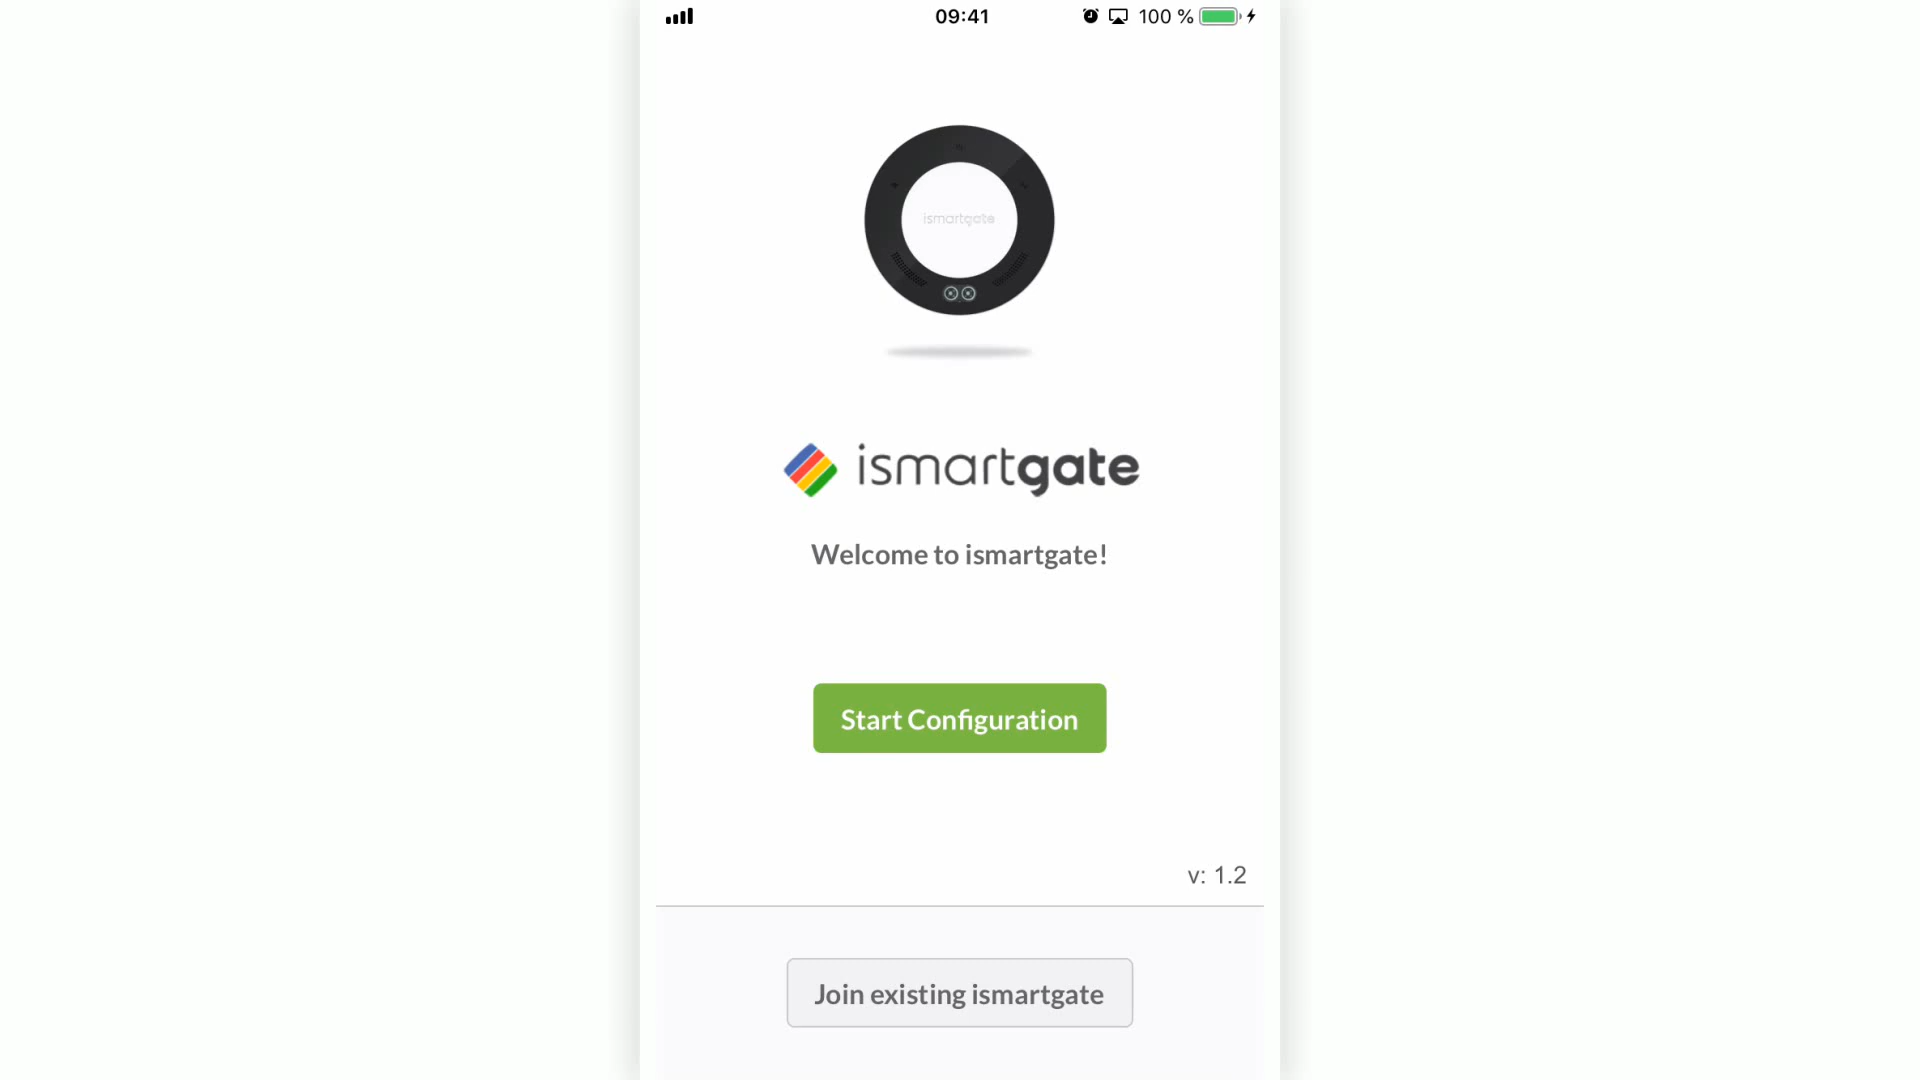 09:41
100 %
ismartgate
ismartgate
Welcome to ismartgate!
Start Configuration
v: 1.2
Join existing ismartgate